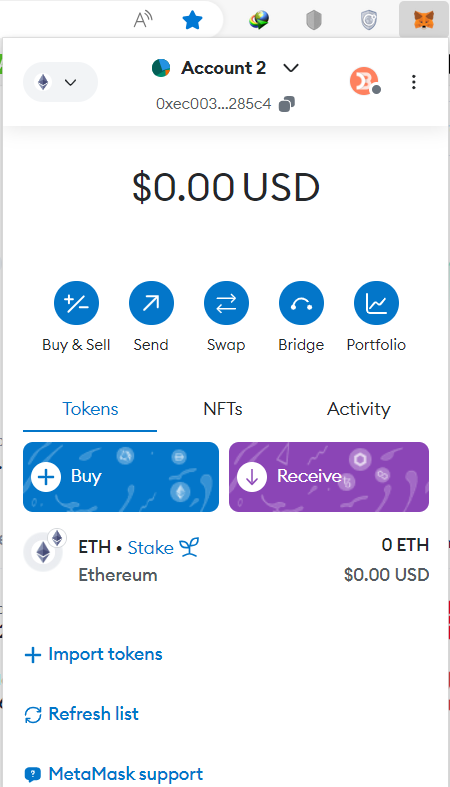 Account 2
0xec003...285c4
$0.00 USD
Buy & Sell
Send
Swap
Bridge
Portfolio
Tokens
NFTs
Activity
Buy
Receive
ETH • Stake
0 ETH
Ethereum
$0.00 USD
Import tokens
Refresh list
MetaMask support